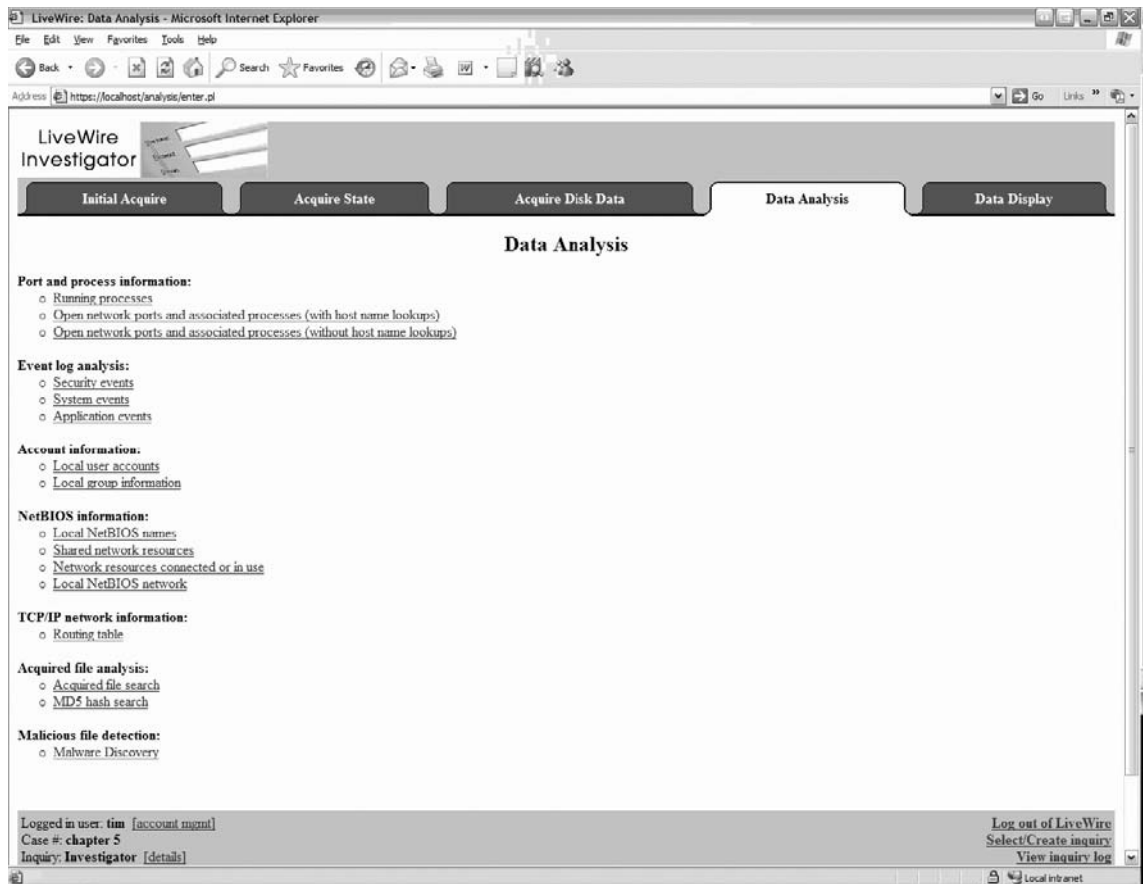 LiveWire: Data Analysis - Microsoft Internet Explorer
File Edit View Favorites Tools Help
Back Search Favorites
Address https://localhost/analysis/enter.pl Go Links
LiveWire
Investigator
Initial Acquire Acquire State Acquire Disk Data Data Analysis Data Display
Data Analysis
Port and process information:
Running processes
Open network ports and associated processes (with host name lookups)
Open network ports and associated processes (without host name lookups)
Event log analysis:
Security events
System events
Application events
Account information:
Local user accounts
Local group information
NetBIOS information:
Local NetBIOS names
Shared network resources
Network resources connected or in use
Local NetBIOS network
TCP/IP network information:
Routing table
Acquired file analysis:
Acquired file search
MD5 hash search
Malicious file detection:
Malware Discovery
Logged in user: tim [account mgmt] Log out of LiveWire
Case #: chapter 5 Select/Create inquiry
Inquiry: Investigator [details] View inquiry log
Local intranet